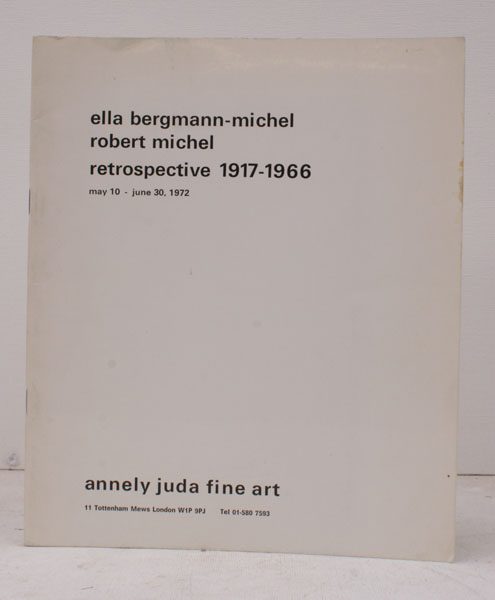 ella bergmann-michel
robert michel
retrospective 1917-1966
may 10 - june 30, 1972
annely juda fine art
11 Tottenham Mews London W1P 9PJ Tel 01-580 7593